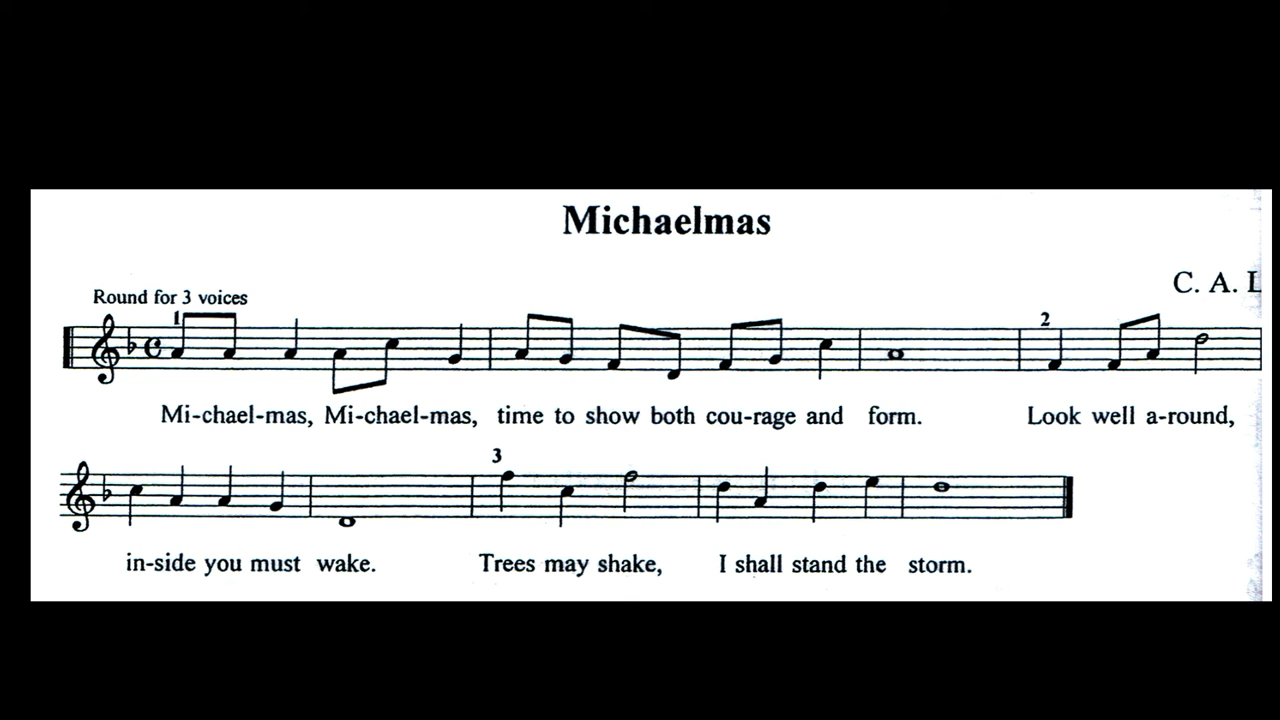 Michaelmas
C. A. L
Round for 3 voices
1
2
Mi-chael-mas, Mi-chael-mas, time to show both cou-rage and form. Look well a-round,
3
in-side you must wake. Trees may shake, I shall stand the storm.